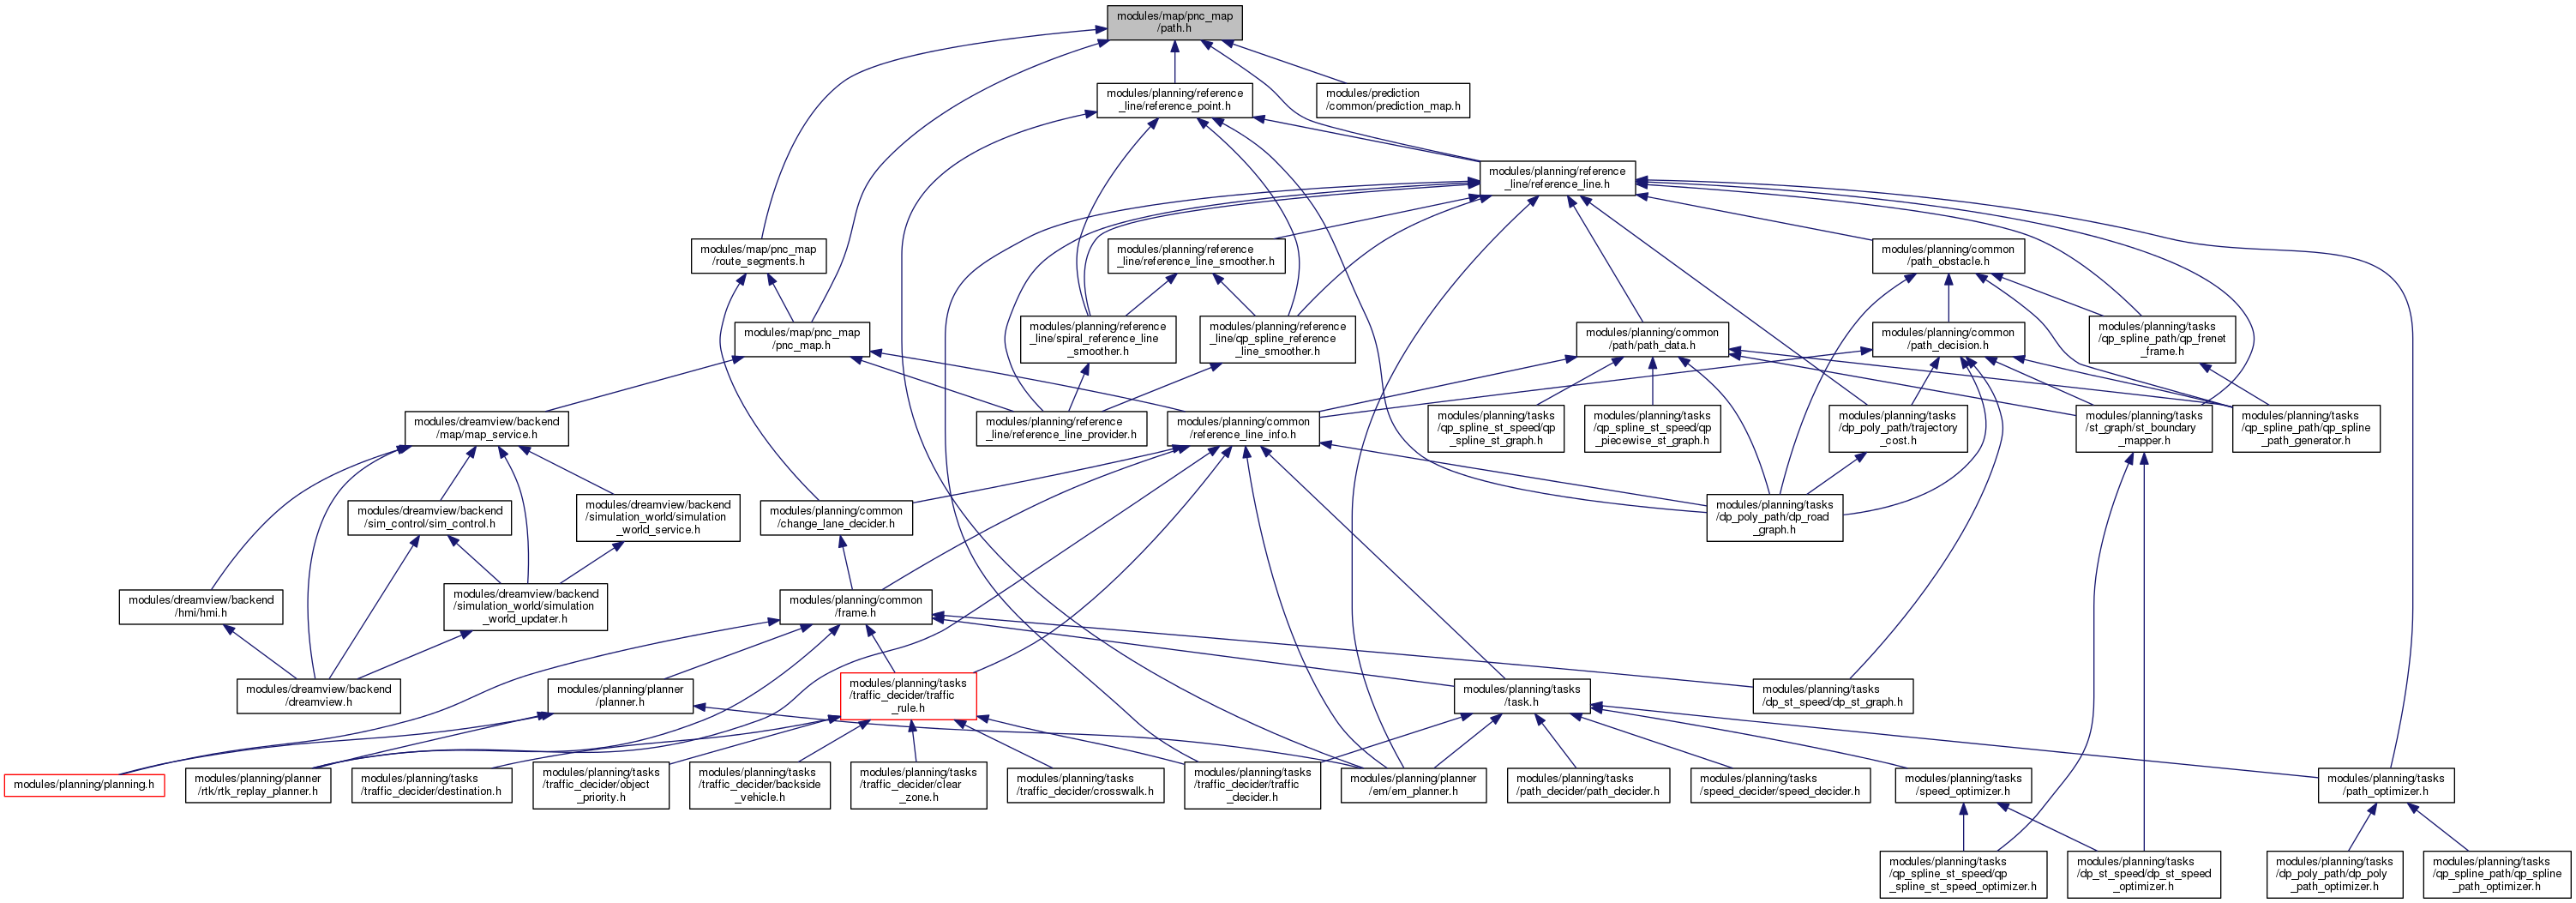 modules/map/pnc_map
/path.h
modules/planning/reference
_line/reference_point.h
modules/prediction
/common/prediction_map.h
modules/planning/reference
_line/reference_line.h
modules/map/pnc_map
/route_segments.h
modules/planning/reference
_line/reference_line_smoother.h
modules/planning/common
/path_obstacle.h
modules/map/pnc_map
/pnc_map.h
modules/planning/reference
_line/spiral_reference_line
_smoother.h
modules/planning/reference
_line/qp_spline_reference
_line_smoother.h
modules/planning/common
/path/path_data.h
modules/planning/common
/path_decision.h
modules/planning/tasks
/qp_spline_path/qp_frenet
_frame.h
modules/dreamview/backend
/map/map_service.h
modules/planning/reference
_line/reference_line_provider.h
modules/planning/common
/reference_line_info.h
modules/planning/tasks
/qp_spline_st_speed/qp
_spline_st_graph.h
modules/planning/tasks
/qp_spline_st_speed/qp
_piecewise_st_graph.h
modules/planning/tasks
/dp_poly_path/trajectory
_cost.h
modules/planning/tasks
/st_graph/st_boundary
_mapper.h
modules/planning/tasks
/qp_spline_path/qp_spline
_path_generator.h
modules/dreamview/backend
/sim_control/sim_control.h
modules/dreamview/backend
/simulation_world/simulation
_world_service.h
modules/planning/common
/change_lane_decider.h
modules/planning/tasks
/dp_poly_path/dp_road
_graph.h
modules/dreamview/backend
/hmi/hmi.h
modules/dreamview/backend
/simulation_world/simulation
_world_updater.h
modules/planning/common
/frame.h
modules/dreamview/backend
/dreamview.h
modules/planning/planner
/planner.h
modules/planning/tasks
/traffic_decider/traffic
_rule.h
modules/planning/tasks
/task.h
modules/planning/tasks
/dp_st_speed/dp_st_graph.h
modules/planning/planning.h
modules/planning/planner
/rtk/rtk_replay_planner.h
modules/planning/tasks
/traffic_decider/destination.h
modules/planning/tasks
/traffic_decider/object
_priority.h
modules/planning/tasks
/traffic_decider/backside
_vehicle.h
modules/planning/tasks
/traffic_decider/clear
_zone.h
modules/planning/tasks
/traffic_decider/crosswalk.h
modules/planning/tasks
/traffic_decider/traffic
_decider.h
modules/planning/planner
/em/em_planner.h
modules/planning/tasks
/path_decider/path_decider.h
modules/planning/tasks
/speed_decider/speed_decider.h
modules/planning/tasks
/speed_optimizer.h
modules/planning/tasks
/path_optimizer.h
modules/planning/tasks
/qp_spline_st_speed/qp
_spline_st_speed_optimizer.h
modules/planning/tasks
/dp_st_speed/dp_st_speed
_optimizer.h
modules/planning/tasks
/dp_poly_path/dp_poly
_path_optimizer.h
modules/planning/tasks
/qp_spline_path/qp_spline
_path_optimizer.h